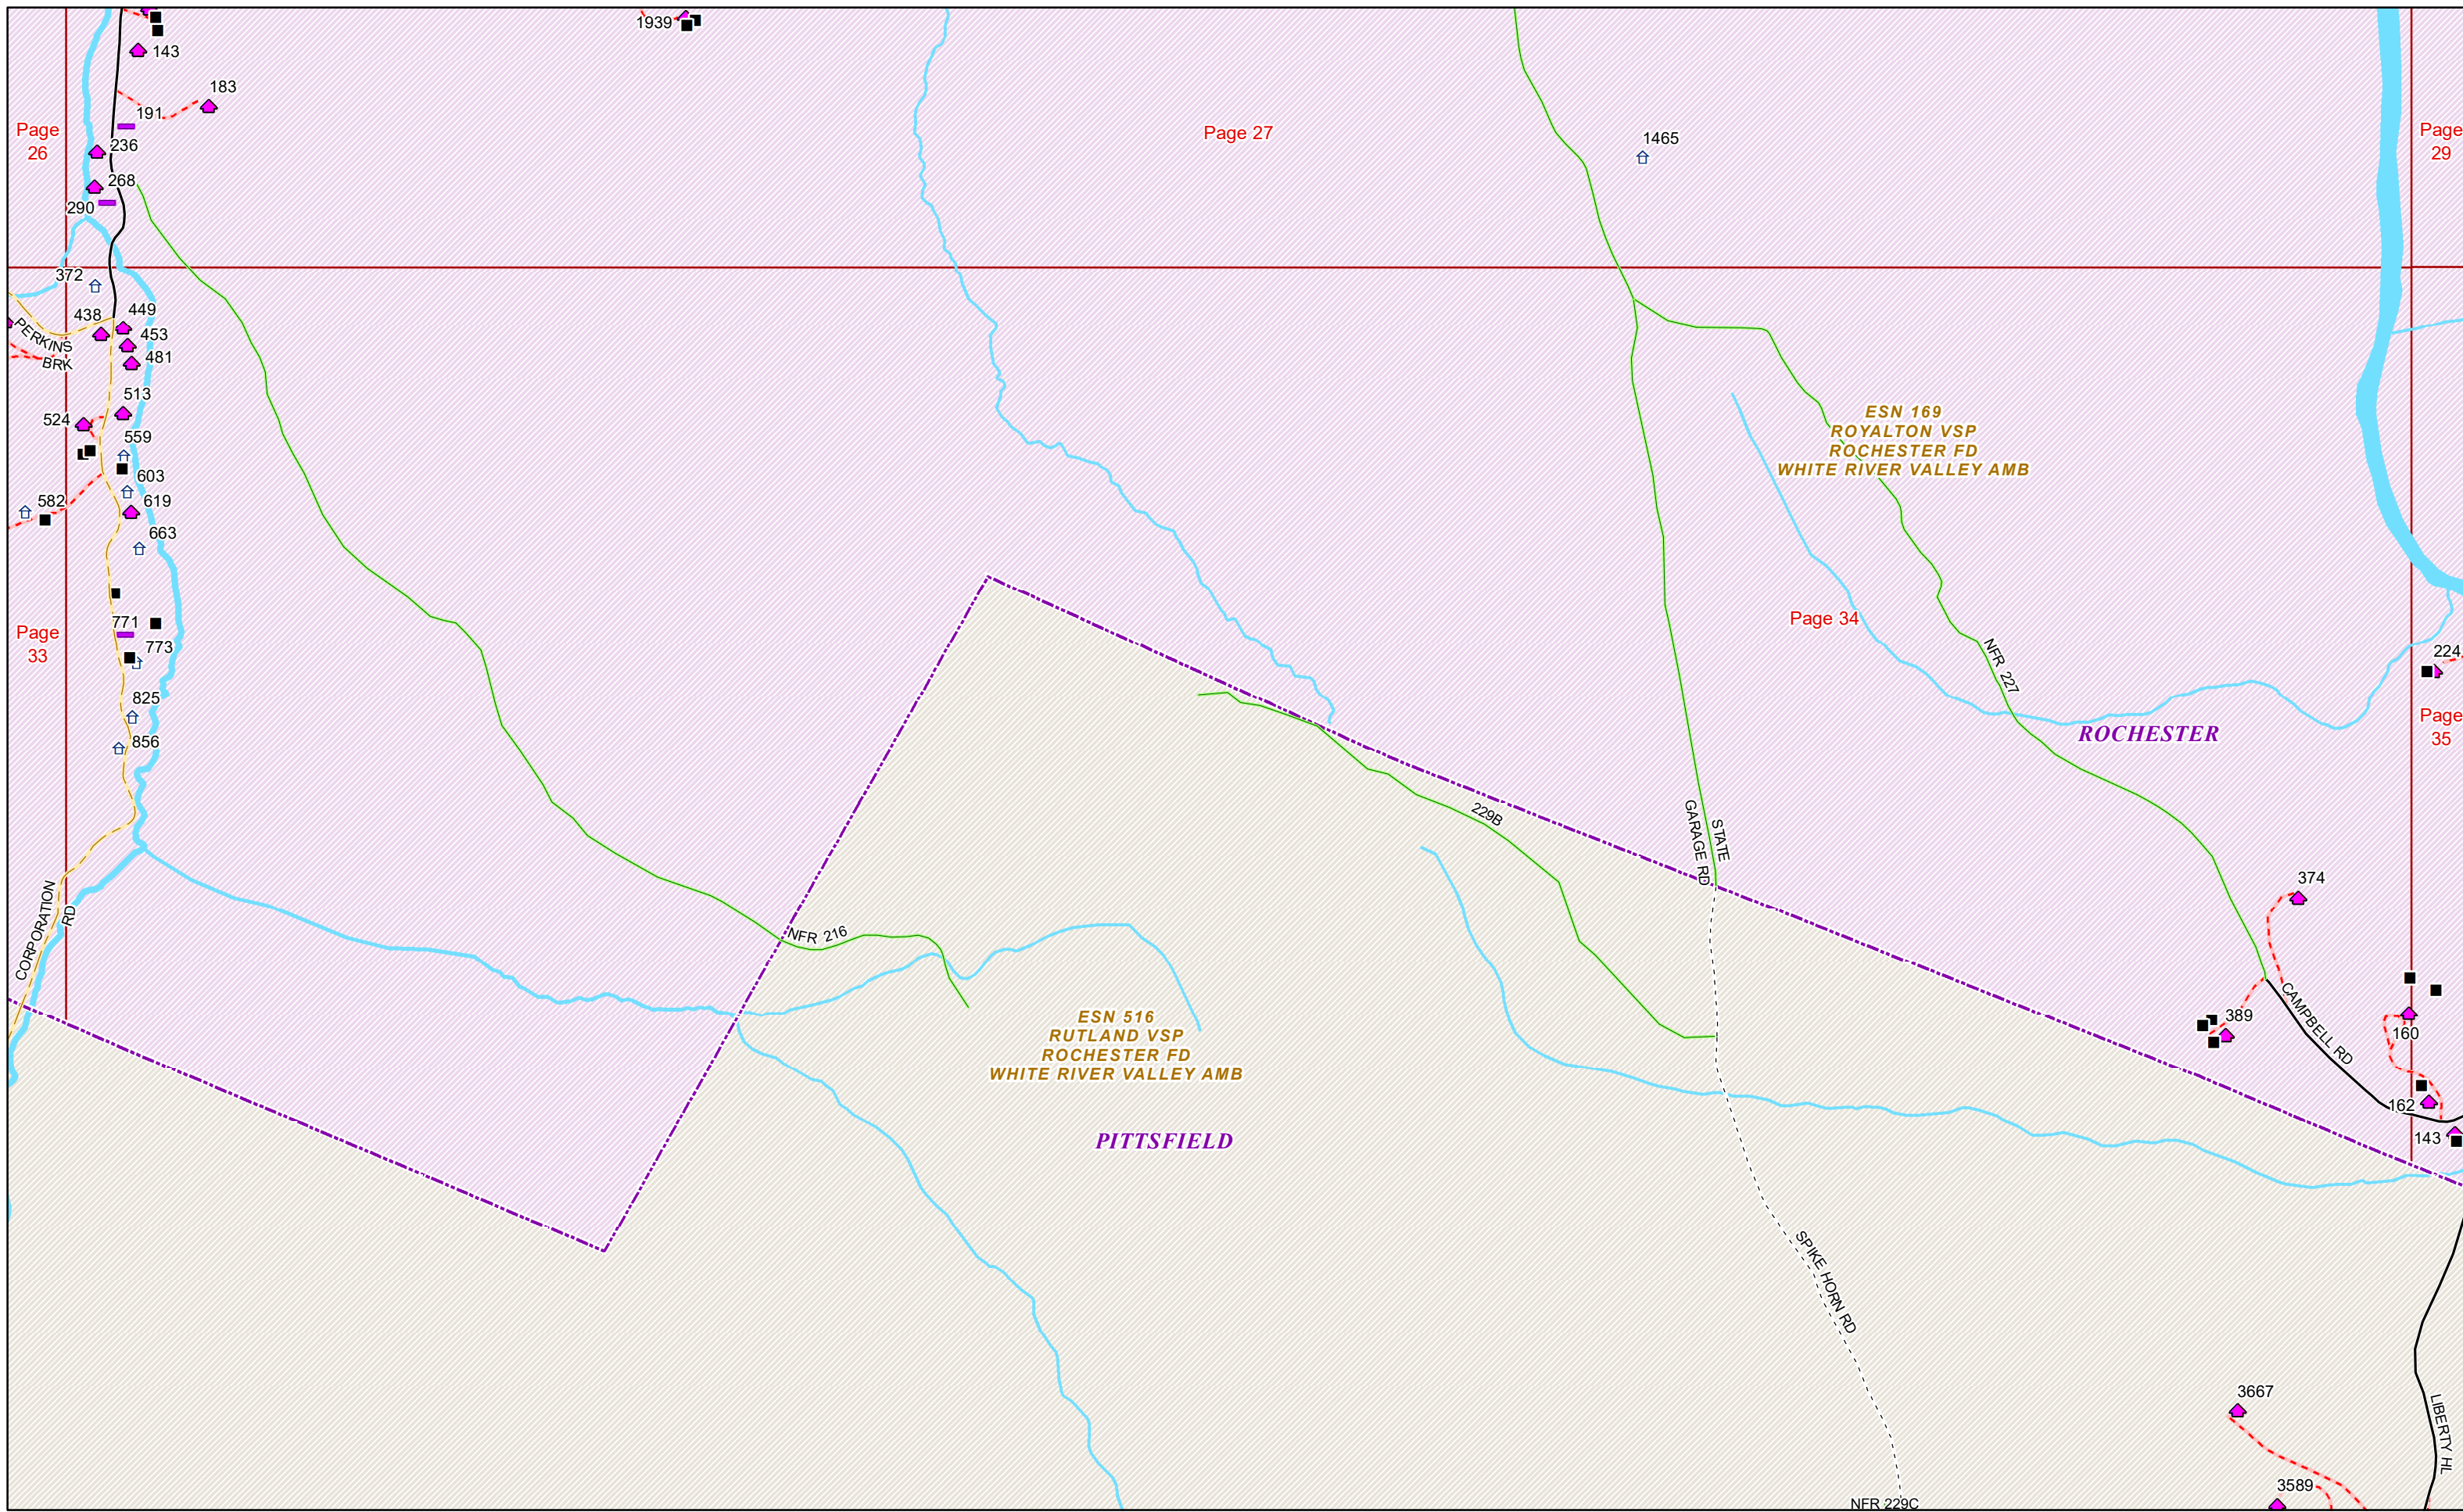 1939
143
183
191
Page
26
236
268
290
Page 27
1465
Page
29
372
438
449
453
481
PERKINS
BRK
513
524
559
603
582
619
663
ESN 169
ROYALTON VSP
ROCHESTER FD
WHITE RIVER VALLEY AMB
Page
33
771
773
825
856
Page 34
NFR 227
224
Page
35
ROCHESTER
229B
STATE
GARAGE RD
CORPORATION
RD
NFR 216
374
ESN 516
RUTLAND VSP
ROCHESTER FD
WHITE RIVER VALLEY AMB
389
CAMPBELL RD
160
162
143
PITTSFIELD
SPIKE HORN RD
3667
LIBERTY HL
3589
NFR 229C